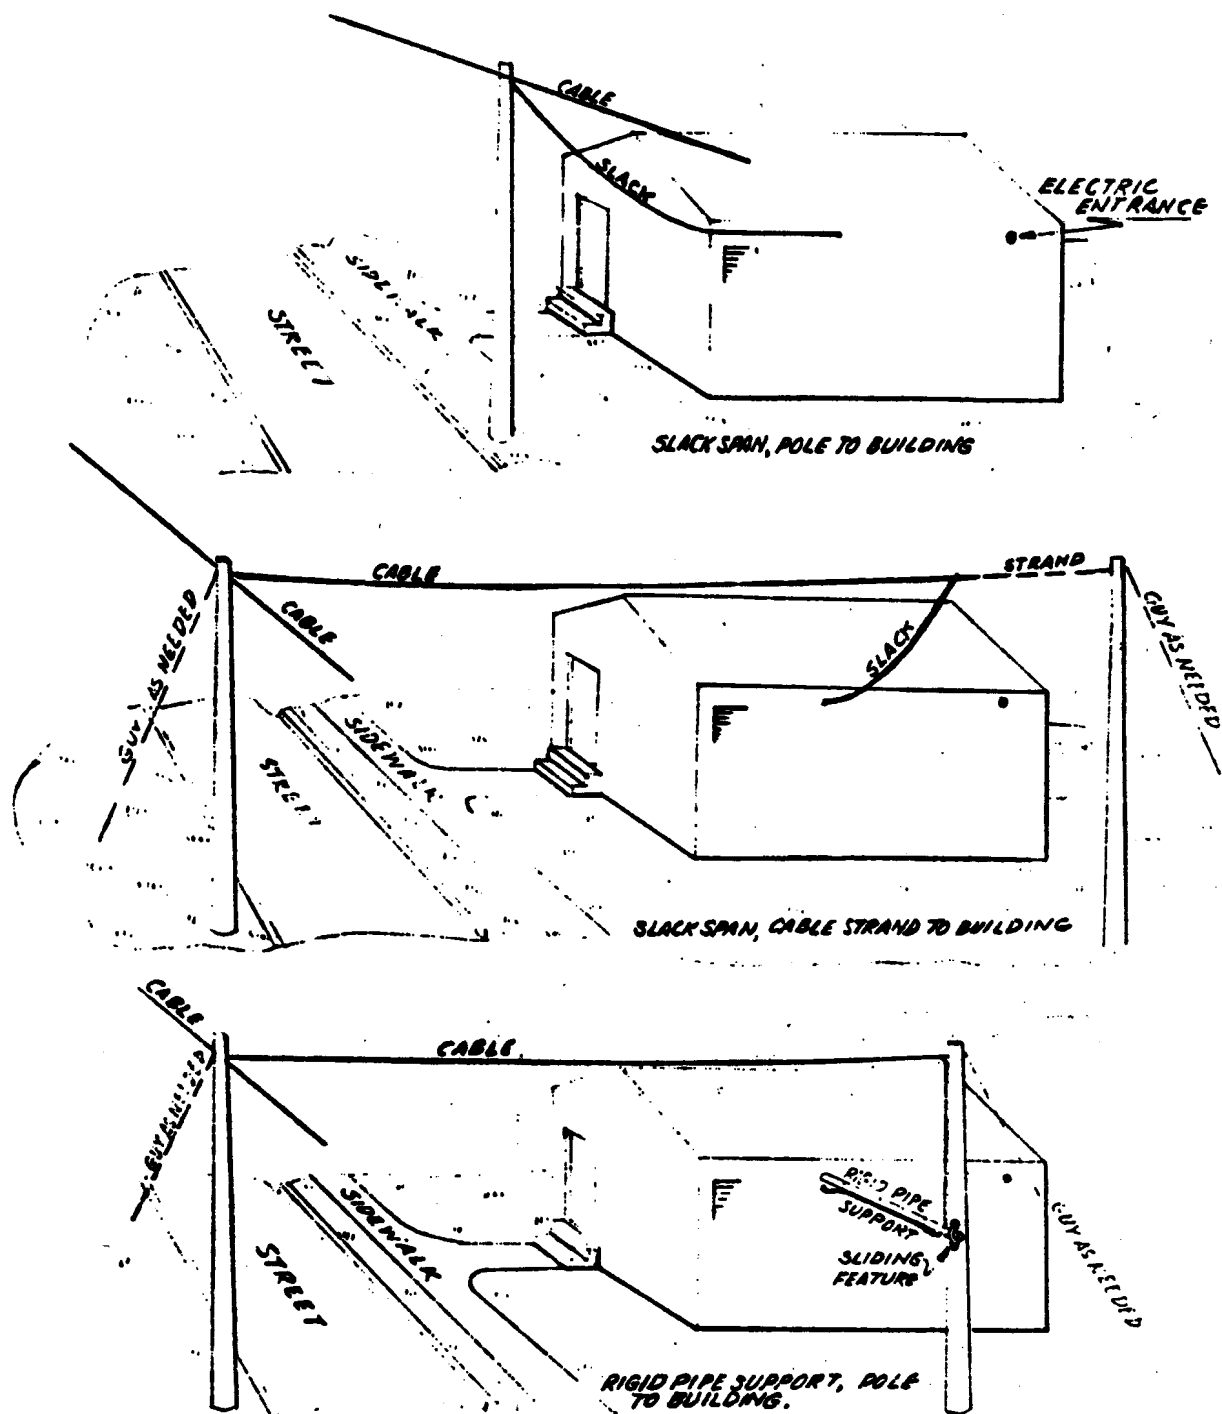 CABLE
SLACK
ELECTRIC
ENTRANCE
STREET
SLACK SPAN, POLE TO BUILDING
CABLE
STRAND
CABLE
GUY AS NEEDED
GUY AS NEEDED
SLACK
SIDEWALK
STREET
SLACK SPAN, CABLE STRAND TO BUILDING
CABLE
CABLE
GUY AS NEEDED
RIGID PIPE
SUPPORT
SIDEWALK
STREET
SLIDING
FEATURE
GUY AS NEEDED
RIGID PIPE SUPPORT, POLE
TO BUILDING.